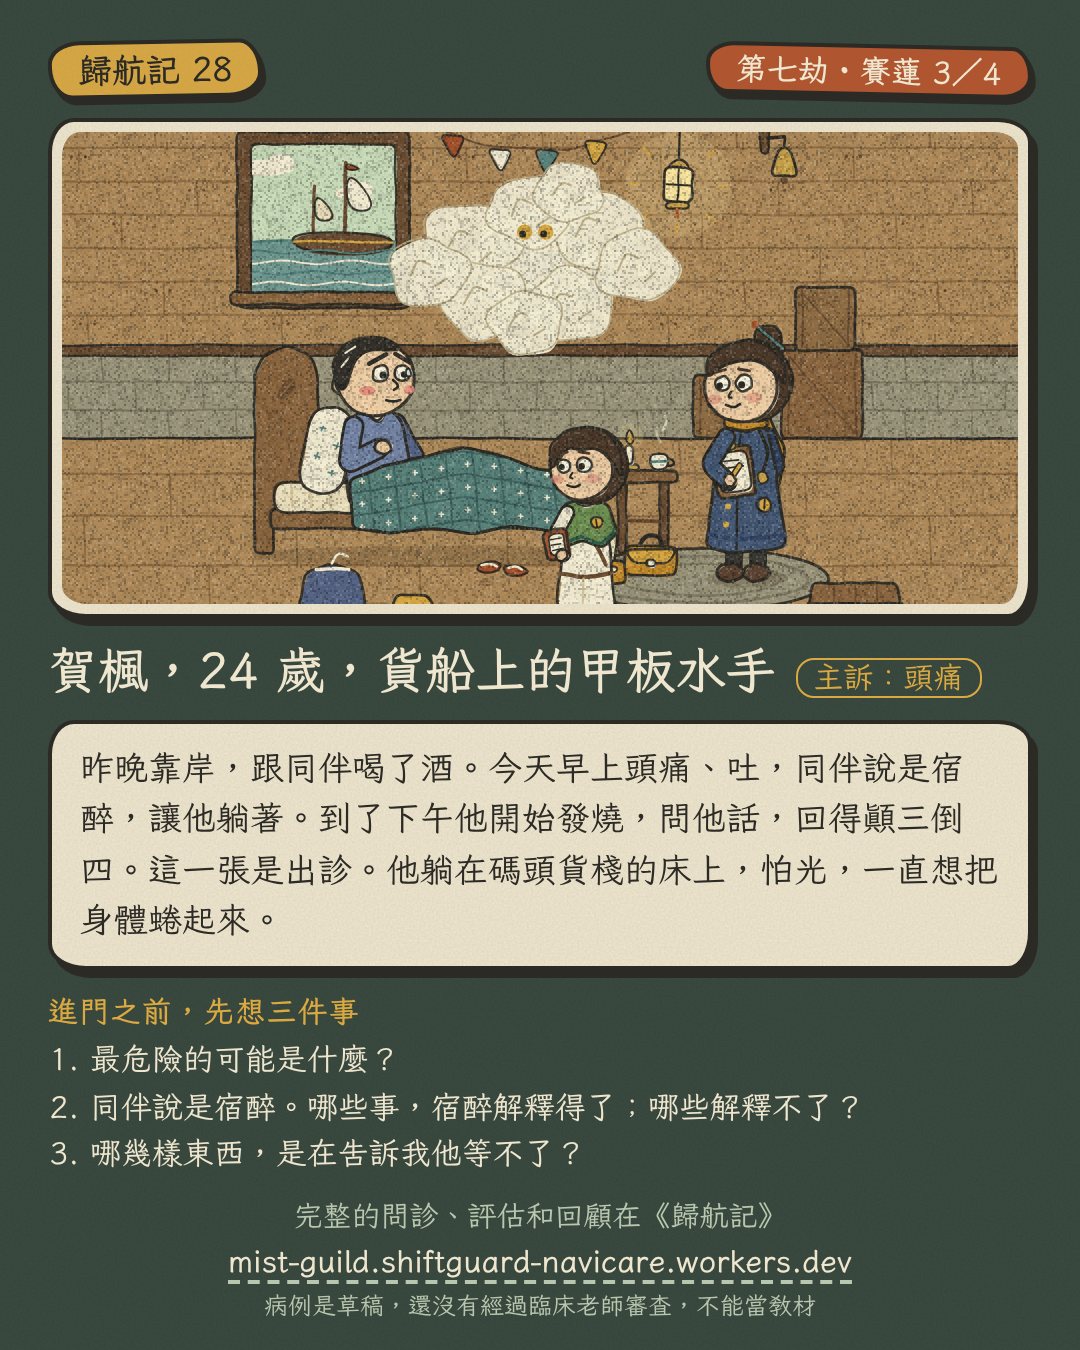 歸航記 28
第七劫・賽蓮 3／4
賀楓，24 歲，貨船上的甲板水手
主訴：頭痛
昨晚靠岸，跟同伴喝了酒。今天早上頭痛、吐，同伴說是宿
醉，讓他躺著。到了下午他開始發燒，問他話，回得顛三倒
四。這一張是出診。他躺在碼頭貨棧的床上，怕光，一直想把
身體蜷起來。
進門之前，先想三件事
1. 最危險的可能是什麼？
2. 同伴說是宿醉。哪些事，宿醉解釋得了；哪些解釋不了？
3. 哪幾樣東西，是在告訴我他等不了？
完整的問診、評估和回顧在《歸航記》
mist-guild.shiftguard-navicare.workers.dev
病例是草稿，還沒有經過臨床老師審查，不能當教材